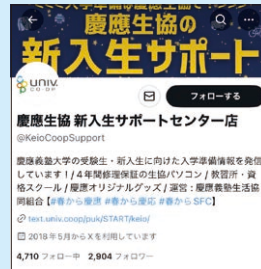 慶應生協の
新入生サポート
UNIV.
CO-OP
フォローする
慶應生協 新入生サポートセンター店
@KeioCoopSupport
慶應義塾大学の受験生・新入生に向けた入学準備情報を発信
しています！/ 4年間修理保証の生協パソコン / 教習所・資
格スクール / 慶應オリジナルグッズ / 運営：慶應義塾生活協
同組合【#春から慶應 #春から慶応 #春から SFC】
text.univ.coop/puk/START/keio/
2018年5月からXを利用しています
4,710 フォロー中 2,904 フォロワー